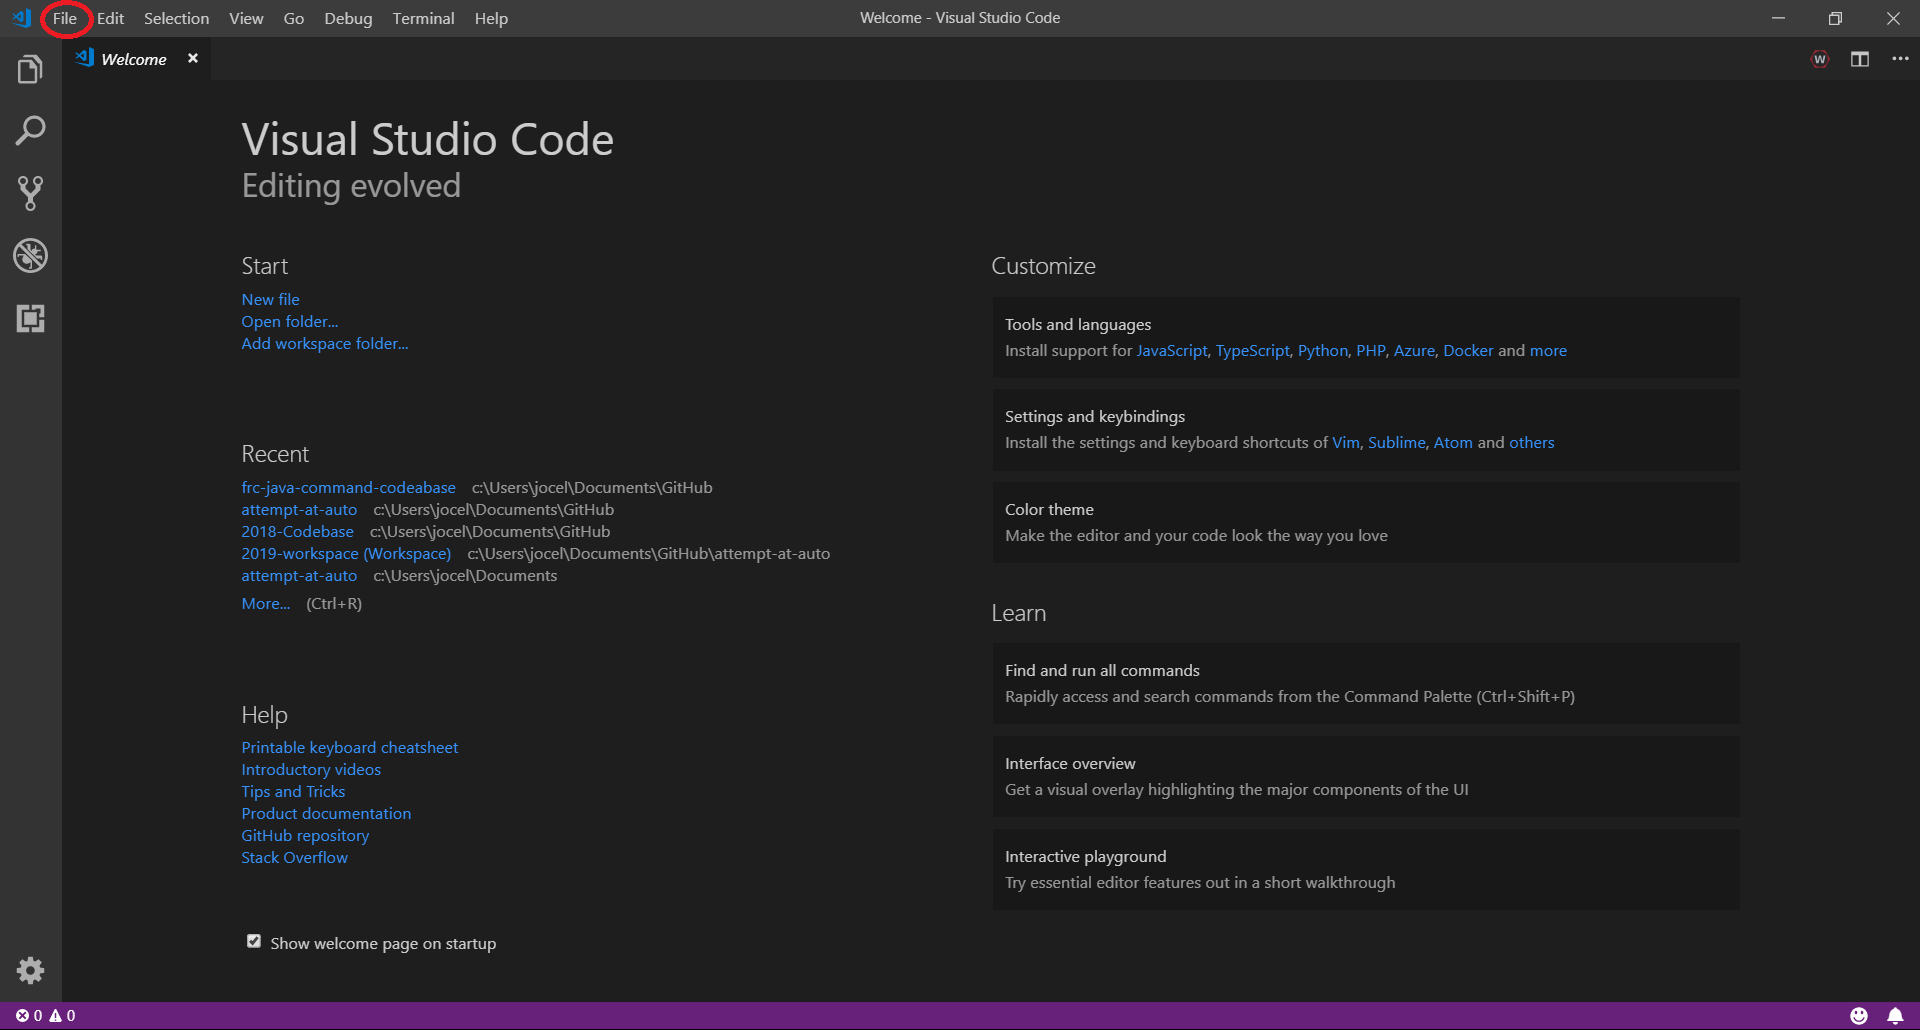 File Edit Selection View Go Debug Terminal Help
Welcome - Visual Studio Code
Welcome
W
Visual Studio Code
Editing evolved
Start
New file
Open folder...
Add workspace folder...
Recent
frc-java-command-codeabase c:\Users\jocel\Documents\GitHub
attempt-at-auto c:\Users\jocel\Documents\GitHub
2018-Codebase c:\Users\jocel\Documents\GitHub
2019-workspace (Workspace) c:\Users\jocel\Documents\GitHub\attempt-at-auto
attempt-at-auto c:\Users\jocel\Documents
More... (Ctrl+R)
Help
Printable keyboard cheatsheet
Introductory videos
Tips and Tricks
Product documentation
GitHub repository
Stack Overflow
Show welcome page on startup
Customize
Tools and languages
Install support for JavaScript, TypeScript, Python, PHP, Azure, Docker and more
Settings and keybindings
Install the settings and keyboard shortcuts of Vim, Sublime, Atom and others
Color theme
Make the editor and your code look the way you love
Learn
Find and run all commands
Rapidly access and search commands from the Command Palette (Ctrl+Shift+P)
Interface overview
Get a visual overlay highlighting the major components of the UI
Interactive playground
Try essential editor features out in a short walkthrough
0 0